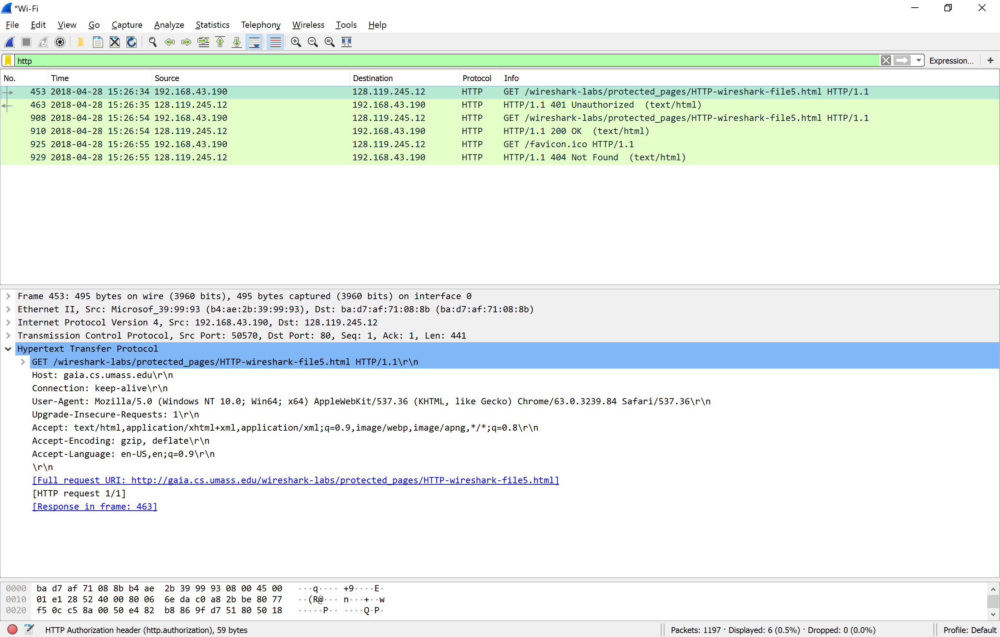 *Wi-Fi
File Edit View Go Capture Analyze Statistics Telephony Wireless Tools Help
http Expression... +
No. Time Source Destination Protocol Info
453 2018-04-28 15:26:34 192.168.43.190 128.119.245.12 HTTP GET /wireshark-labs/protected_pages/HTTP-wireshark-file5.html HTTP/1.1
463 2018-04-28 15:26:35 128.119.245.12 192.168.43.190 HTTP HTTP/1.1 401 Unauthorized (text/html)
908 2018-04-28 15:26:54 192.168.43.190 128.119.245.12 HTTP GET /wireshark-labs/protected_pages/HTTP-wireshark-file5.html HTTP/1.1
910 2018-04-28 15:26:54 128.119.245.12 192.168.43.190 HTTP HTTP/1.1 200 OK (text/html)
925 2018-04-28 15:26:55 192.168.43.190 128.119.245.12 HTTP GET /favicon.ico HTTP/1.1
929 2018-04-28 15:26:55 128.119.245.12 192.168.43.190 HTTP HTTP/1.1 404 Not Found (text/html)
Frame 453: 495 bytes on wire (3960 bits), 495 bytes captured (3960 bits) on interface 0
Ethernet II, Src: Microsof_39:99:93 (b4:ae:2b:39:99:93), Dst: ba:d7:af:71:08:8b (ba:d7:af:71:08:8b)
Internet Protocol Version 4, Src: 192.168.43.190, Dst: 128.119.245.12
Transmission Control Protocol, Src Port: 50570, Dst Port: 80, Seq: 1, Ack: 1, Len: 441
Hypertext Transfer Protocol
GET /wireshark-labs/protected_pages/HTTP-wireshark-file5.html HTTP/1.1\r\n
Host: gaia.cs.umass.edu\r\n
Connection: keep-alive\r\n
User-Agent: Mozilla/5.0 (Windows NT 10.0; Win64; x64) AppleWebKit/537.36 (KHTML, like Gecko) Chrome/63.0.3239.84 Safari/537.36\r\n
Upgrade-Insecure-Requests: 1\r\n
Accept: text/html,application/xhtml+xml,application/xml;q=0.9,image/webp,image/apng,*/*;q=0.8\r\n
Accept-Encoding: gzip, deflate\r\n
Accept-Language: en-US,en;q=0.9\r\n
\r\n
[Full request URI: http://gaia.cs.umass.edu/wireshark-labs/protected_pages/HTTP-wireshark-file5.html]
[HTTP request 1/1]
[Response in frame: 463]
0000 ba d7 af 71 08 8b b4 ae 2b 39 99 93 08 00 45 00 ···q···· +9····E·
0010 01 e1 28 52 40 00 80 06 6e da c0 a8 2b be 80 77 ··(R@··· n···+··w
0020 f5 0c c5 8a 00 50 e4 82 b8 86 9f d7 51 80 50 18 ·····P·· ····Q·P·
HTTP Authorization header (http.authorization), 59 bytes Packets: 1197 · Displayed: 6 (0.5%) · Dropped: 0 (0.0%) Profile: Default